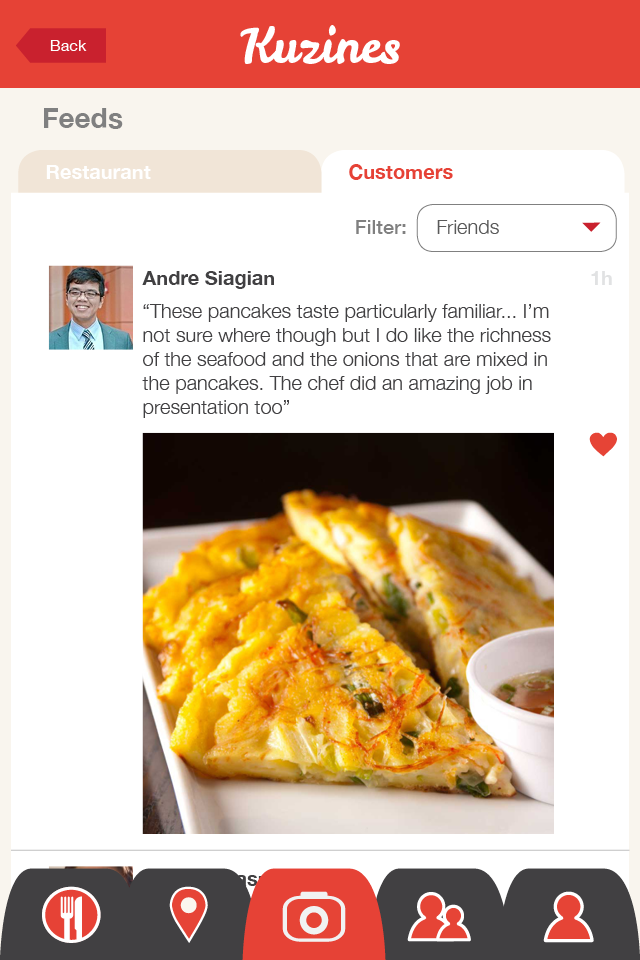 Back
Kuzines
Feeds
Restaurant
Customers
Filter:
Friends
Andre Siagian
1h
“These pancakes taste particularly familiar... I’m
not sure where though but I do like the richness
of the seafood and the onions that are mixed in
the pancakes. The chef did an amazing job in
presentation too”